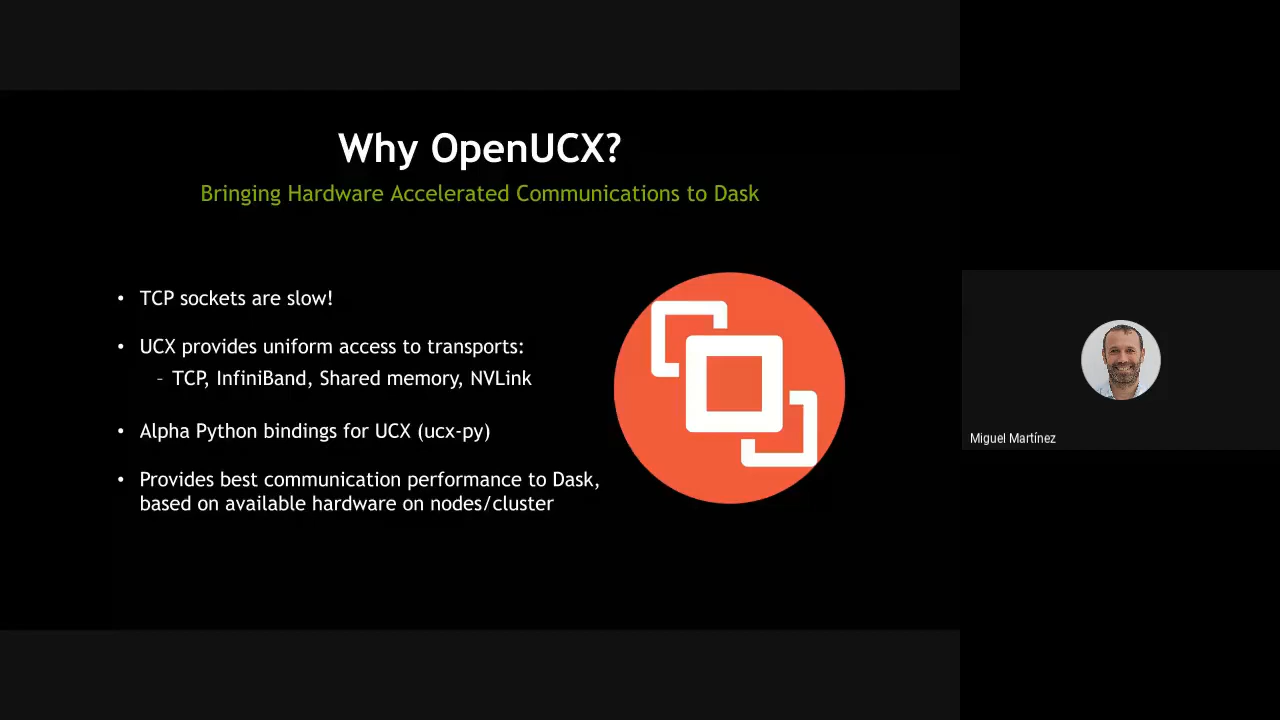 Why OpenUCX?
Bringing Hardware Accelerated Communications to Dask
• TCP sockets are slow!
• UCX provides uniform access to transports:
- TCP, InfiniBand, Shared memory, NVLink
• Alpha Python bindings for UCX (ucx-py)
• Provides best communication performance to Dask,
based on available hardware on nodes/cluster
Miguel Martínez